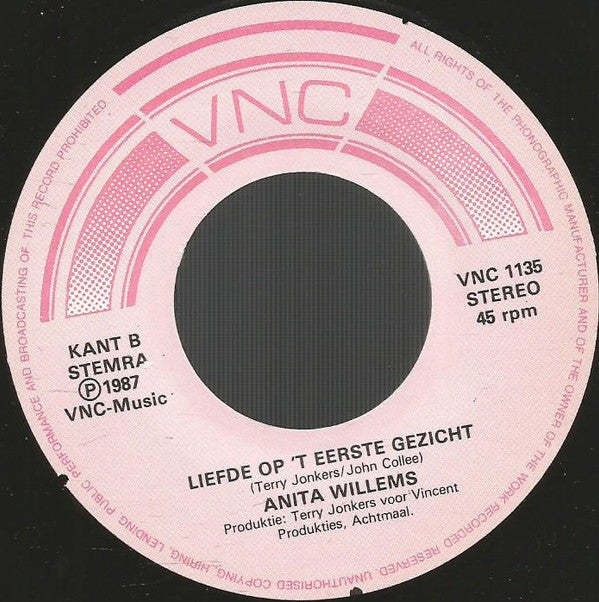 VNC
ALL RIGHTS OF THE PHONOGRAPHIC MANUFACTURER AND OF THE OWNER OF THE WORK RECORDED RESERVED. UNAUTHORISED COPYING, HIRING, LENDING PUBLIC PERFORMANCE AND BROADCASTING OF THIS RECORD PROHIBITED
VNC 1135
STEREO
45 rpm
KANT B
STEMRA
Ⓟ1987
VNC-Music
LIEFDE OP 'T EERSTE GEZICHT
(Terry Jonkers/John Collee)
ANITA WILLEMS
Produktie: Terry Jonkers voor Vincent
Produkties, Achtmaal.